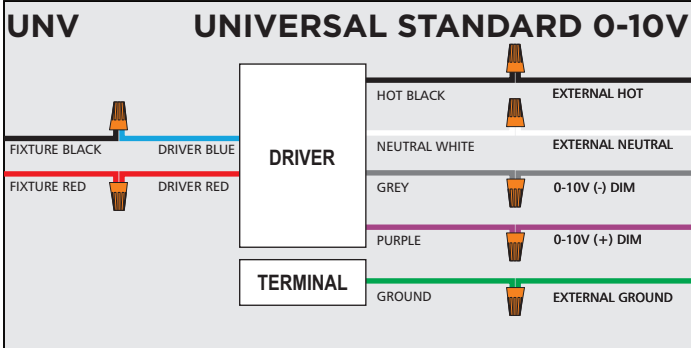 UNV UNIVERSAL STANDARD 0-10V
HOT BLACK EXTERNAL HOT
FIXTURE BLACK DRIVER BLUE DRIVER NEUTRAL WHITE EXTERNAL NEUTRAL
FIXTURE RED DRIVER RED GREY 0-10V (-) DIM
PURPLE 0-10V (+) DIM
TERMINAL GROUND EXTERNAL GROUND